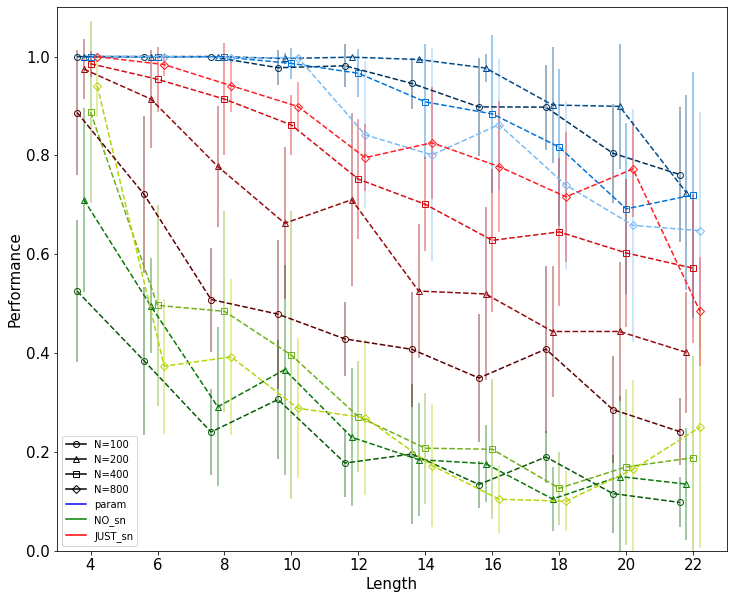 1.0
0.8
0.6
0.4
0.2
0.0
Performance
N=100
N=200
N=400
N=800
param
NO_sn
JUST_sn
4 6 8 10 12 14 16 18 20 22
Length